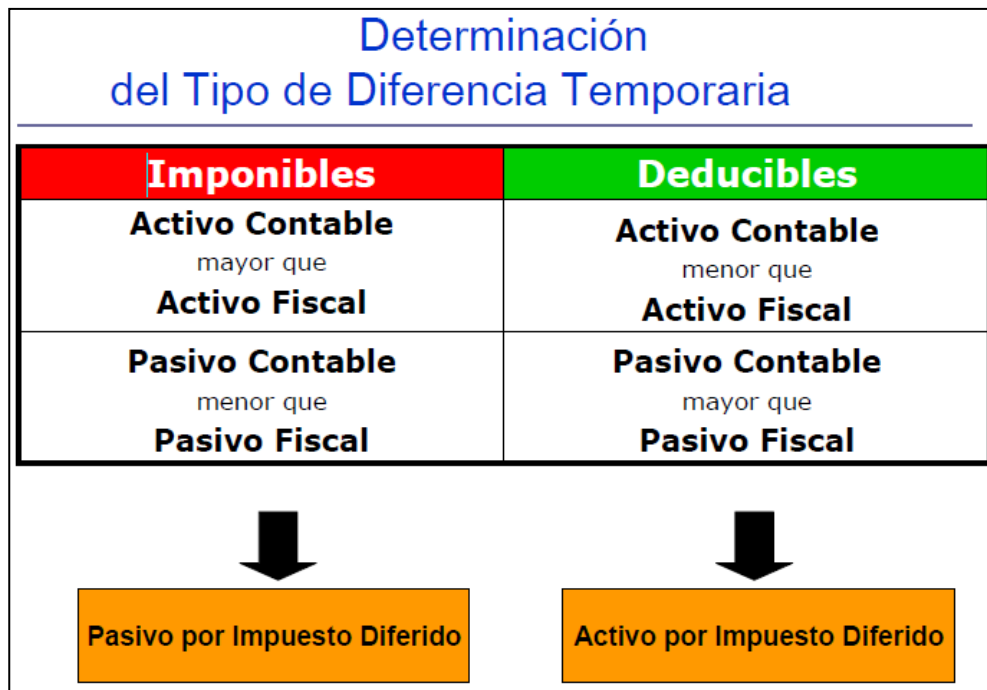 Determinación
del Tipo de Diferencia Temporaria
Imponibles
Deducibles
Activo Contable
mayor que
Activo Fiscal
Activo Contable
menor que
Activo Fiscal
Pasivo Contable
menor que
Pasivo Fiscal
Pasivo Contable
mayor que
Pasivo Fiscal
Pasivo por Impuesto Diferido
Activo por Impuesto Diferido